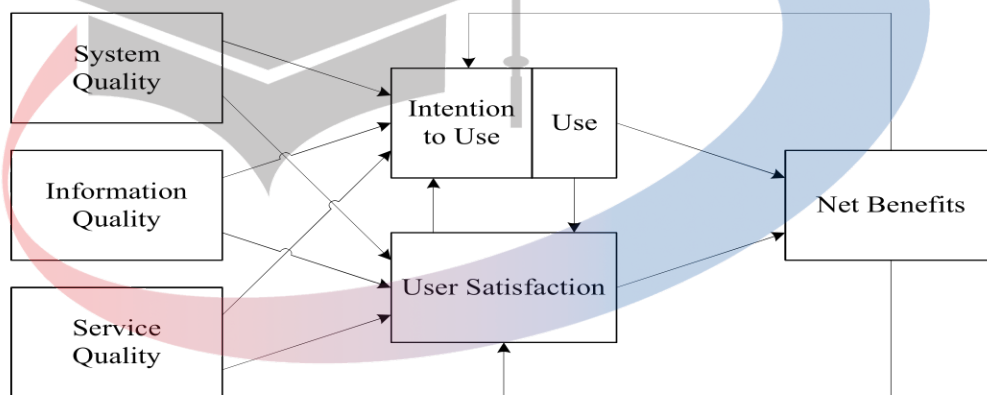 System
Quality
Intention
to Use
Use
Information
Quality
Net Benefits
User Satisfaction
Service
Quality